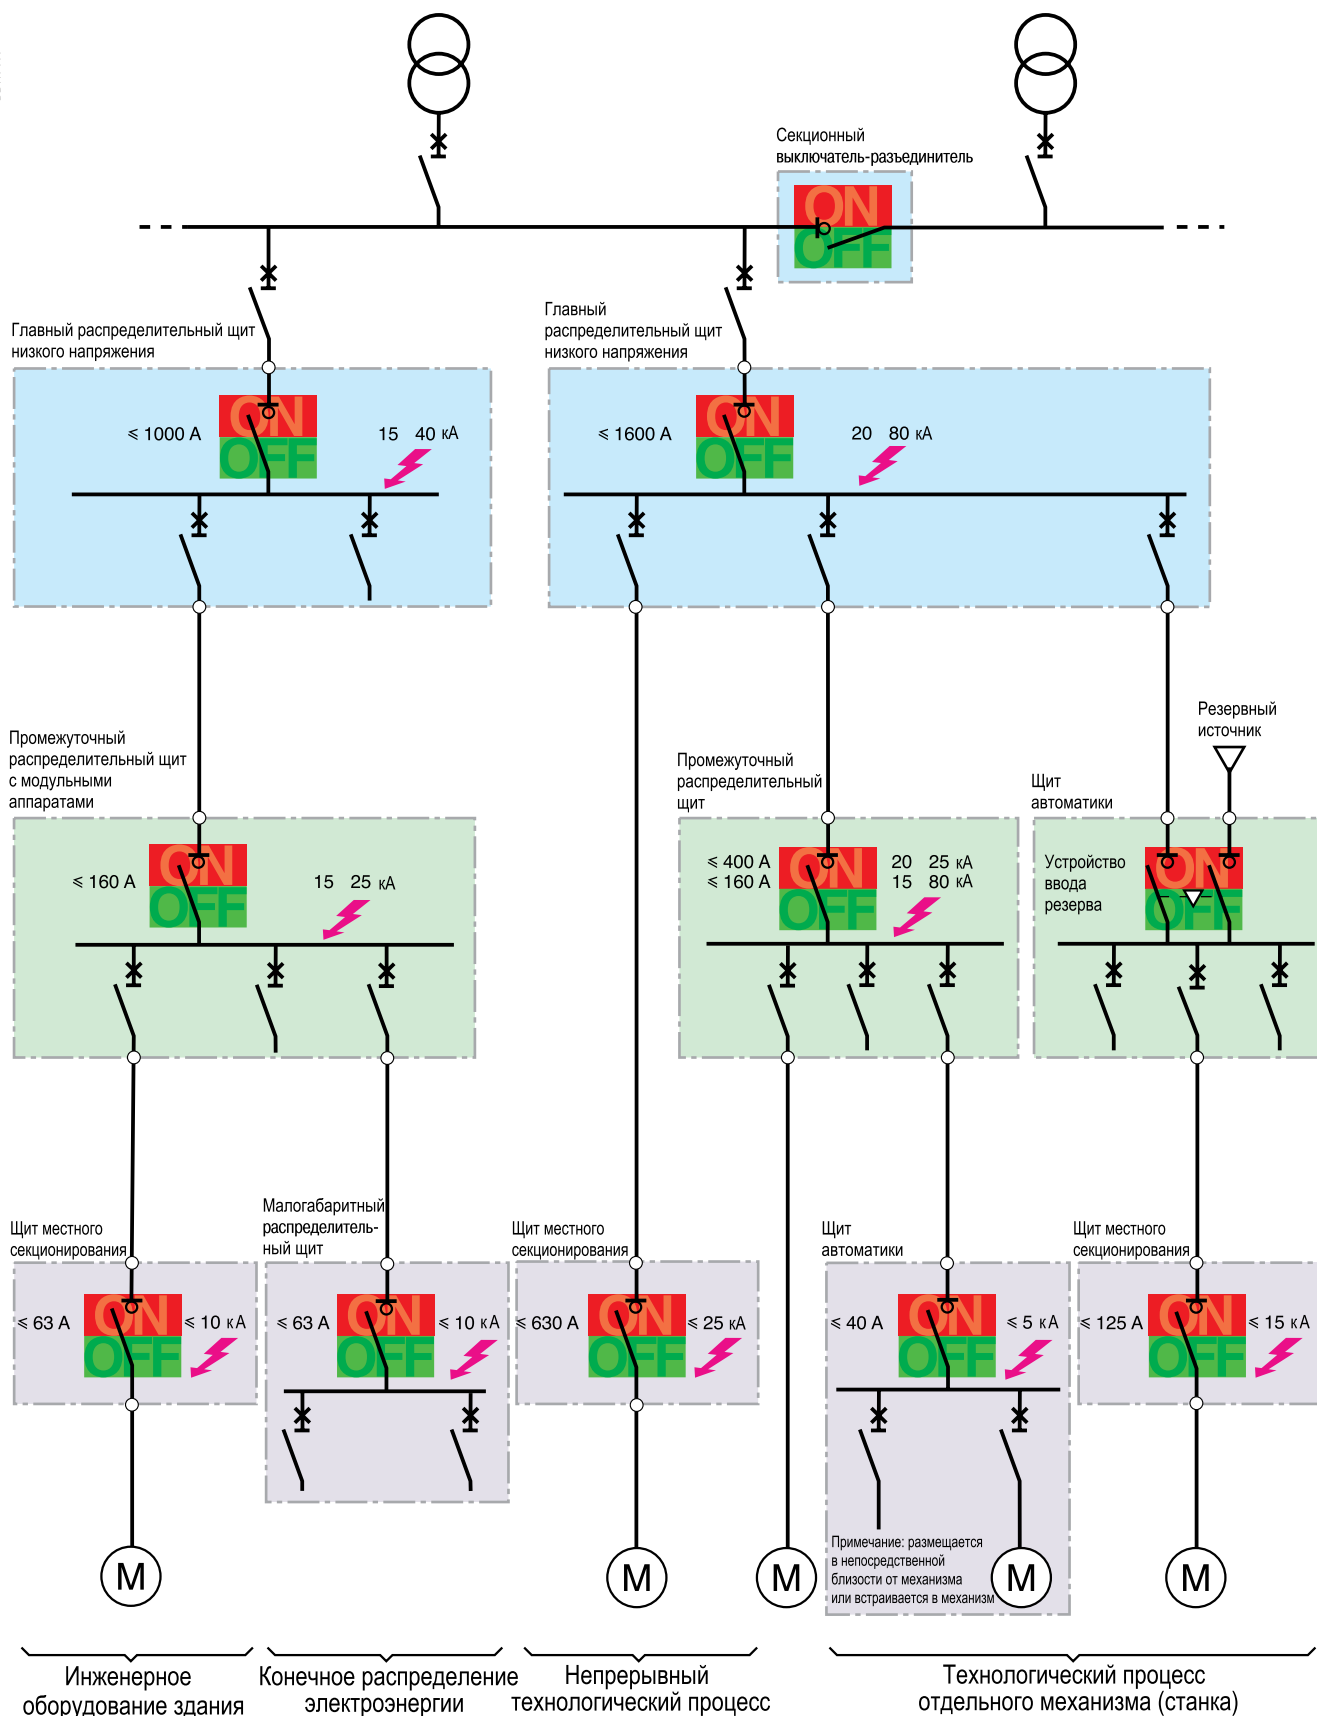 Секционный
выключатель-разъединитель
ON
OFF
Главный распределительный щит
низкого напряжения
Главный
распределительный щит
низкого напряжения
≤ 1000 A
ON
OFF
15 40 кА
≤ 1600 A
ON
OFF
20 80 кА
Промежуточный
распределительный щит
с модульными
аппаратами
Промежуточный
распределительный
щит
Резервный
источник
Щит
автоматики
≤ 160 A
ON
OFF
15 25 кА
≤ 400 A
≤ 160 A
ON
OFF
20 25 кА
15 80 кА
Устройство
ввода
резерва
ON
OFF
Щит местного
секционирования
Малогабаритный
распределитель-
ный щит
Щит местного
секционирования
Щит
автоматики
Щит местного
секционирования
≤ 63 A
ON
OFF
≤ 10 кА
≤ 63 A
ON
OFF
≤ 10 кА
≤ 630 A
ON
OFF
≤ 25 кА
≤ 40 A
ON
OFF
≤ 5 кА
≤ 125 A
ON
OFF
≤ 15 кА
Примечание: размещается
в непосредственной
близости от механизма
или встраивается в механизм
M
M
M
M
M
Инженерное
оборудование здания
Конечное распределение
электроэнергии
Непрерывный
технологический процесс
Технологический процесс
отдельного механизма (станка)